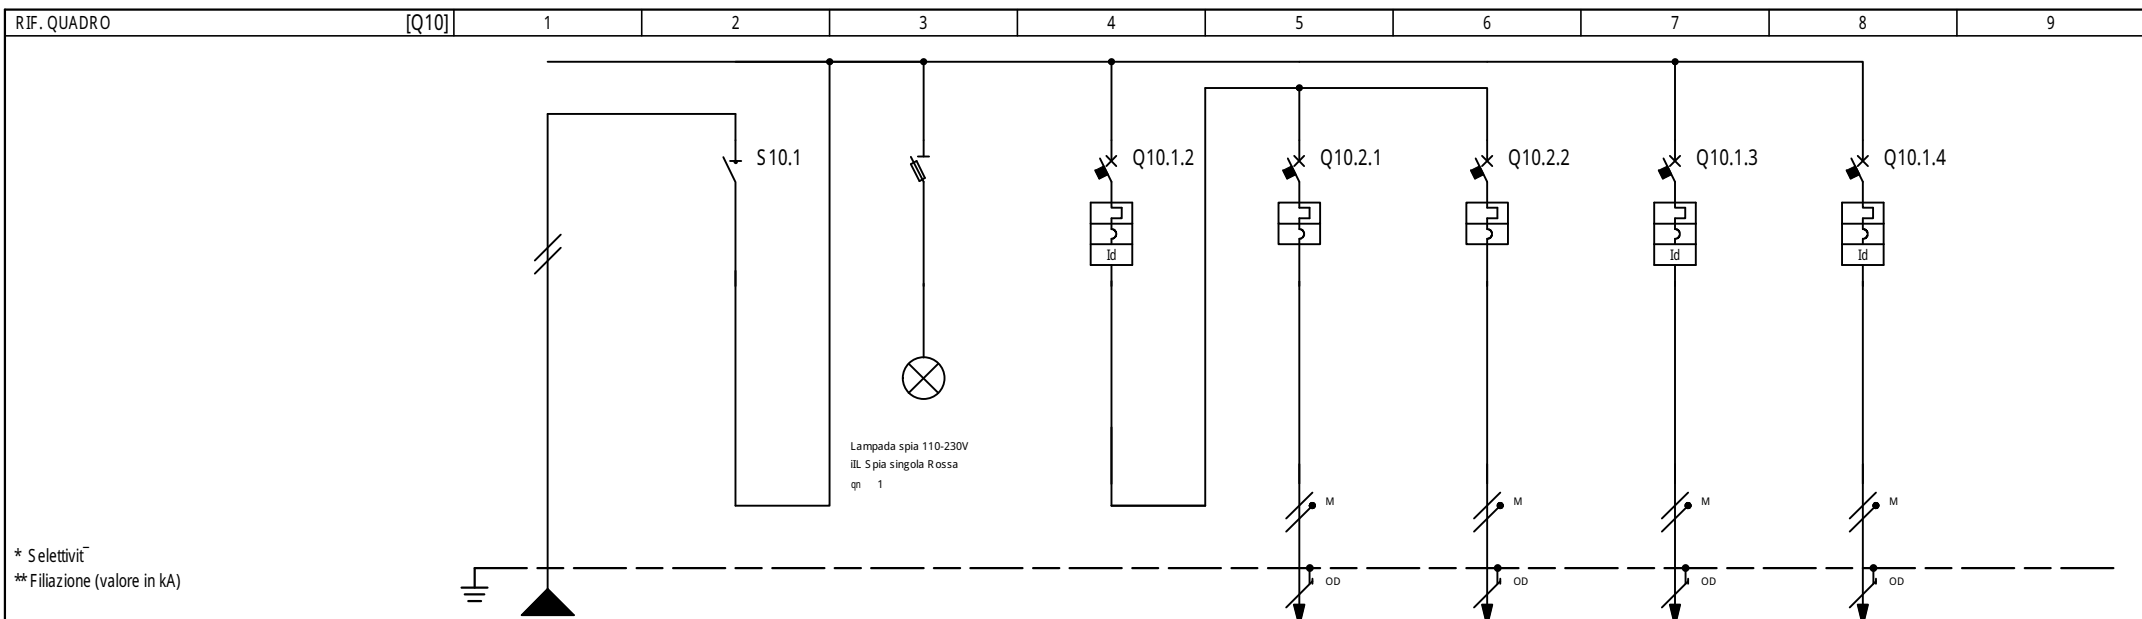 RIF. QUADRO [Q10] 1 2 3 4 5 6 7 8 9
S10.1 Q10.1.2 Q10.2.1 Q10.2.2 Q10.1.3 Q10.1.4
Id Id Id
Lampada spia 110-230V
iIL Spia singola Rossa
qn 1
M M M M
* Selettivit¯
** Filiazione (valore in kA)
OD OD OD OD